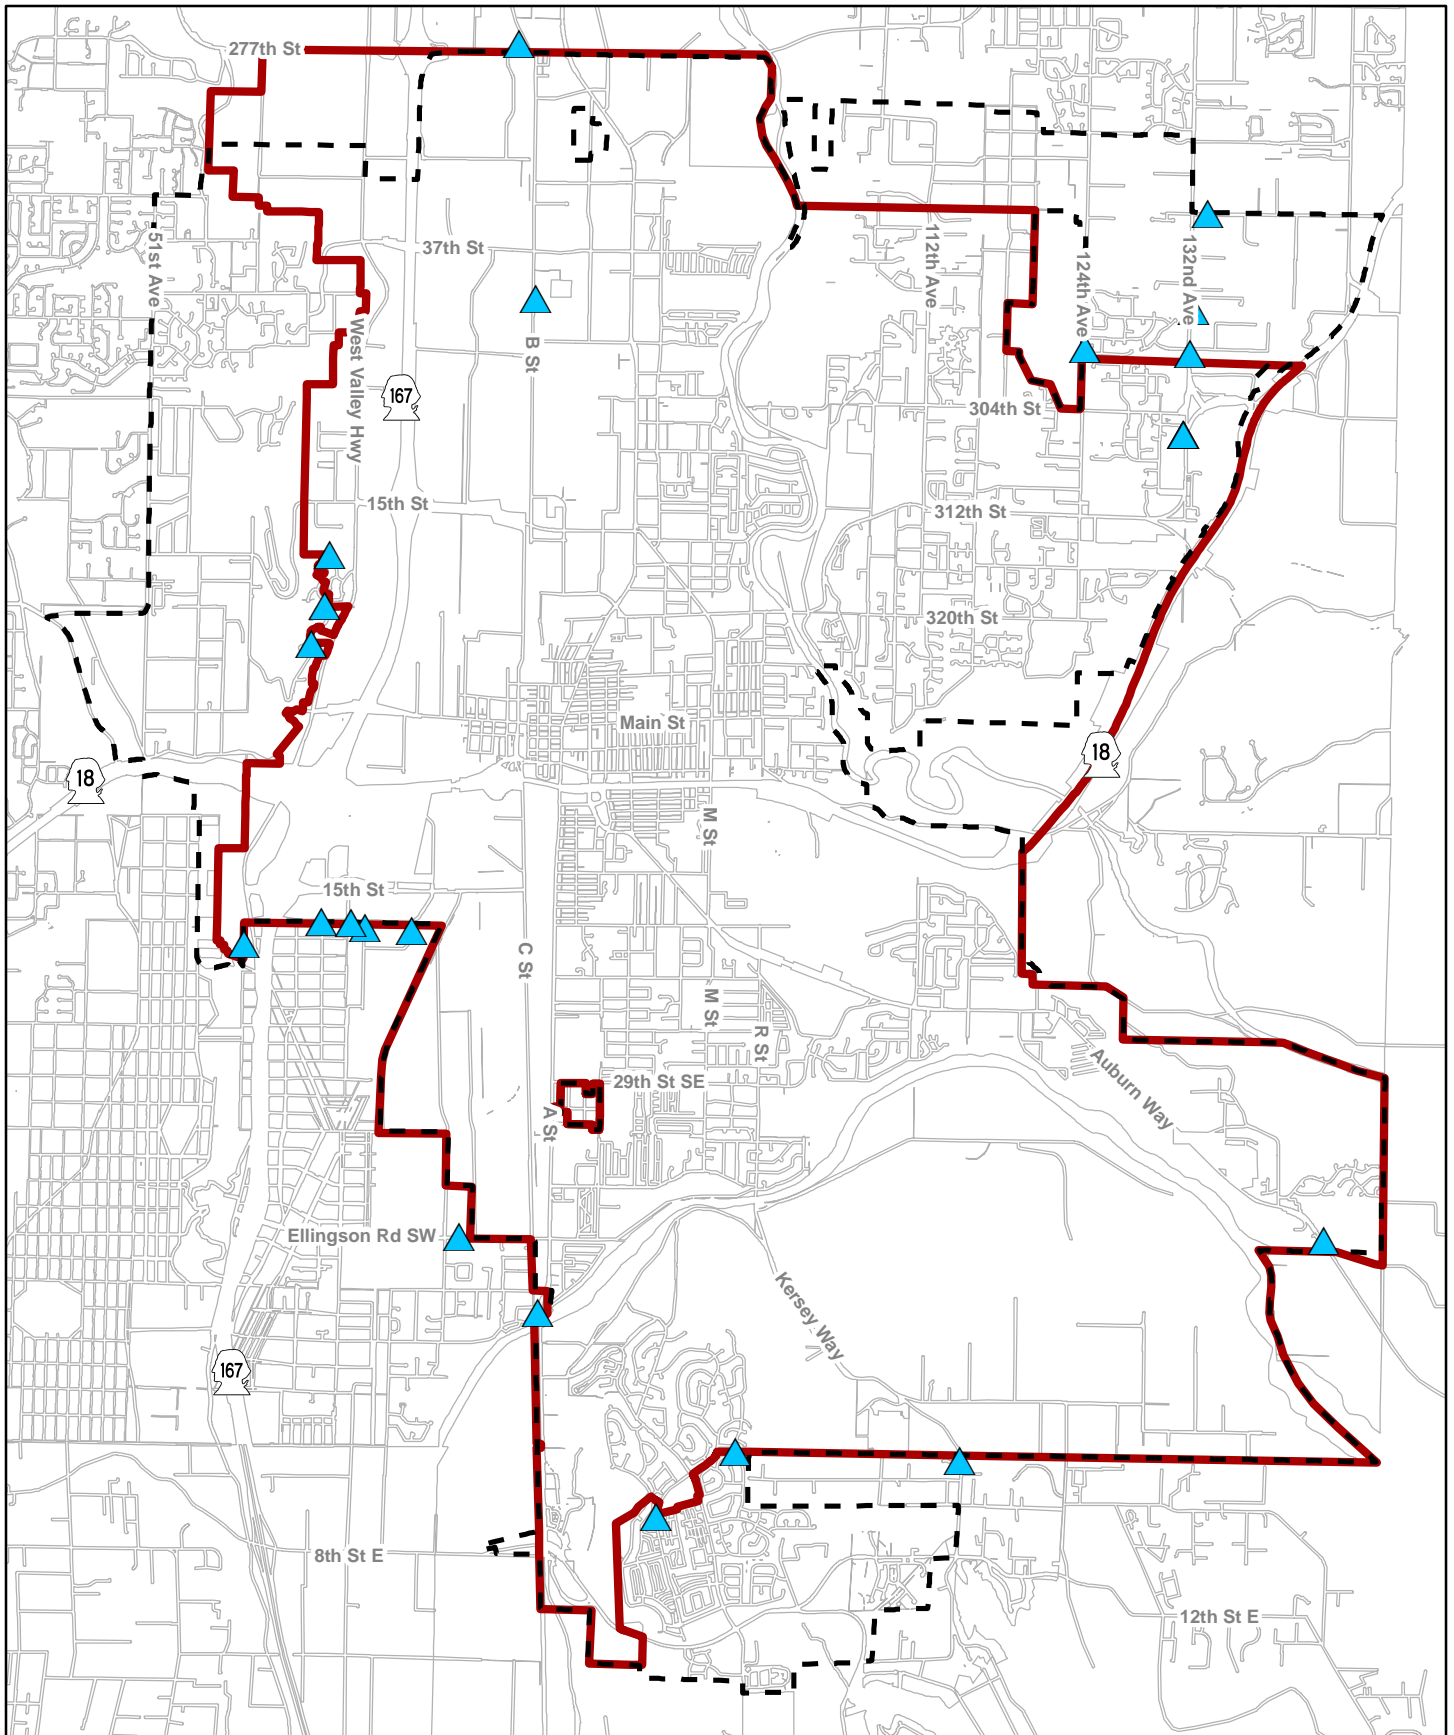 277th St
51st Ave
37th St
112th Ave
132nd Ave
124th Ave
West Valley Hwy
B St
167
304th St
15th St
312th St
320th St
Main St
18
18
M St
15th St
C St
M St
R St
29th St SE
A St
Auburn Way
Ellingson Rd SW
Kersey Way
167
8th St E
12th St E